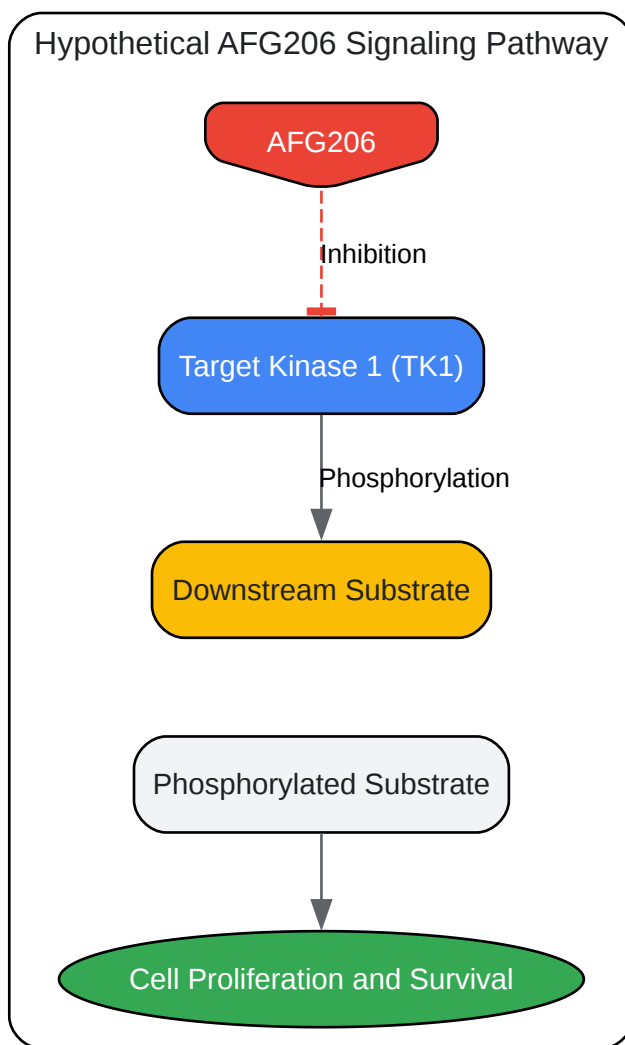 Hypothetical AFG206 Signaling Pathway
AFG206
Inhibition
Target Kinase 1 (TK1)
Phosphorylation
Downstream Substrate
Phosphorylated Substrate
Cell Proliferation and Survival